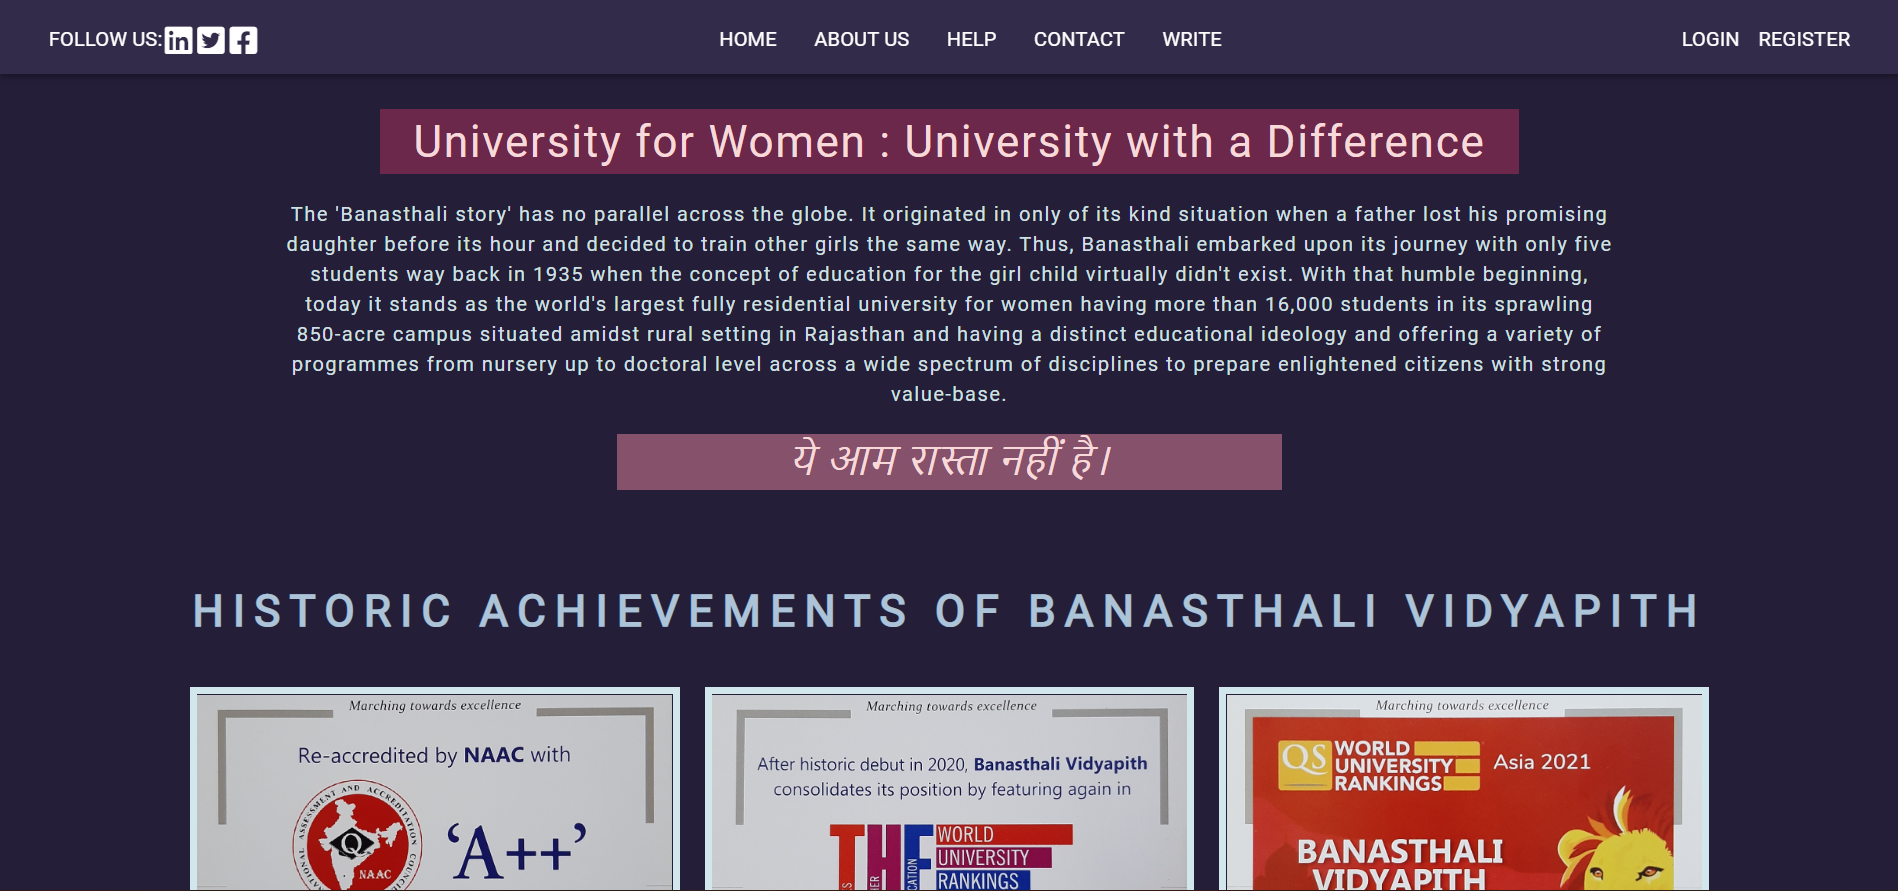 FOLLOW US:
HOME ABOUT US HELP CONTACT WRITE
LOGIN REGISTER
University for Women : University with a Difference
The 'Banasthali story' has no parallel across the globe. It originated in only of its kind situation when a father lost his promising
daughter before its hour and decided to train other girls the same way. Thus, Banasthali embarked upon its journey with only five
students way back in 1935 when the concept of education for the girl child virtually didn't exist. With that humble beginning,
today it stands as the world's largest fully residential university for women having more than 16,000 students in its sprawling
850-acre campus situated amidst rural setting in Rajasthan and having a distinct educational ideology and offering a variety of
programmes from nursery up to doctoral level across a wide spectrum of disciplines to prepare enlightened citizens with strong
value-base.
ये आम रास्ता नहीं है।
HISTORIC ACHIEVEMENTS OF BANASTHALI VIDYAPITH
Marching towards excellence
Re-accredited by NAAC with
ASSESSMENT AND ACCREDITATION
NAAC
‘A++’
Marching towards excellence
After historic debut in 2020, Banasthali Vidyapith
consolidates its position by featuring again in
THE
WORLD
UNIVERSITY
RANKINGS
Marching towards excellence
QS WORLD
UNIVERSITY
RANKINGS
Asia 2021
BANASTHALI
VIDYAPITH